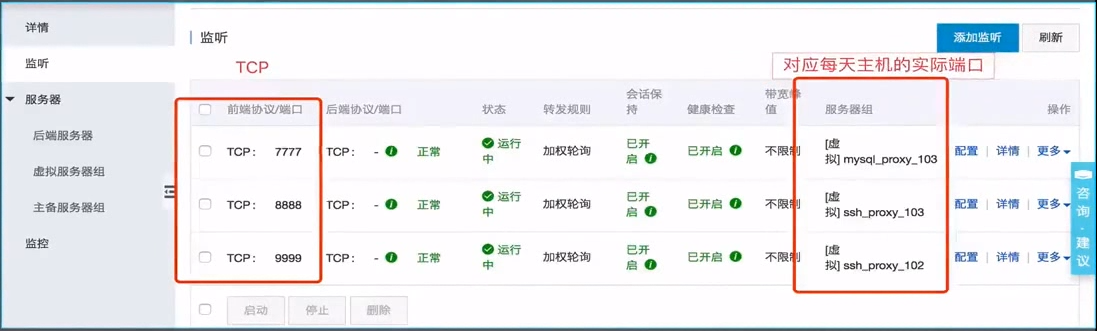 详情
监听
服务器
后端服务器
虚拟服务器组
主备服务器组
监控
监听
添加监听 刷新
TCP
对应每天主机的实际端口
前端协议/端口 后端协议/端口 状态 转发规则 会话保持 健康检查 带宽峰值 服务器组 操作
TCP： 7777 TCP： - 正常 运行中 加权轮询 已开启 已开启 不限制 [虚拟] mysql_proxy_103 配置 | 详情 | 更多
TCP： 8888 TCP： - 正常 运行中 加权轮询 已开启 已开启 不限制 [虚拟] ssh_proxy_103 配置 | 详情 | 更多
TCP： 9999 TCP： - 正常 运行中 加权轮询 已开启 已开启 不限制 [虚拟] ssh_proxy_102 配置 | 详情 | 更多
启动 停止 删除
咨询·建议